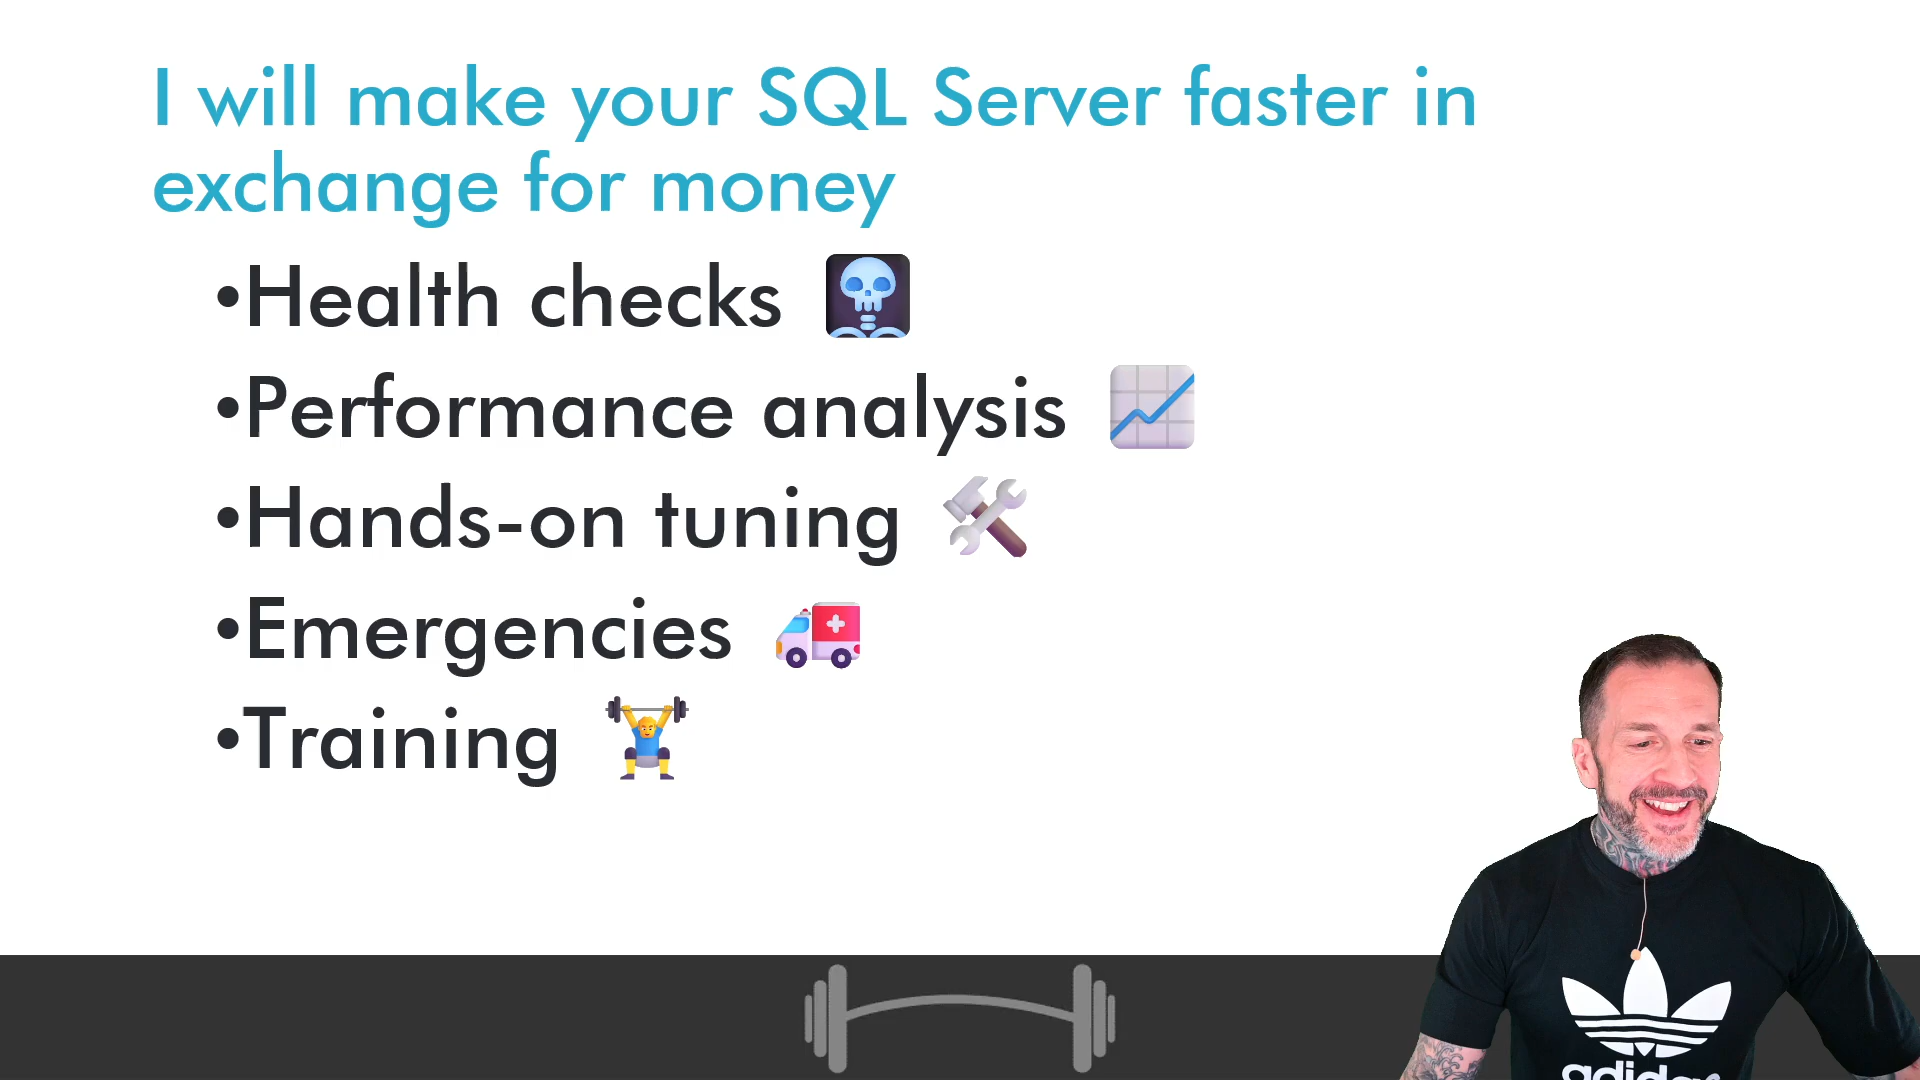 I will make your SQL Server faster in
exchange for money
•Health checks
•Performance analysis
•Hands-on tuning
•Emergencies
•Training
adidas